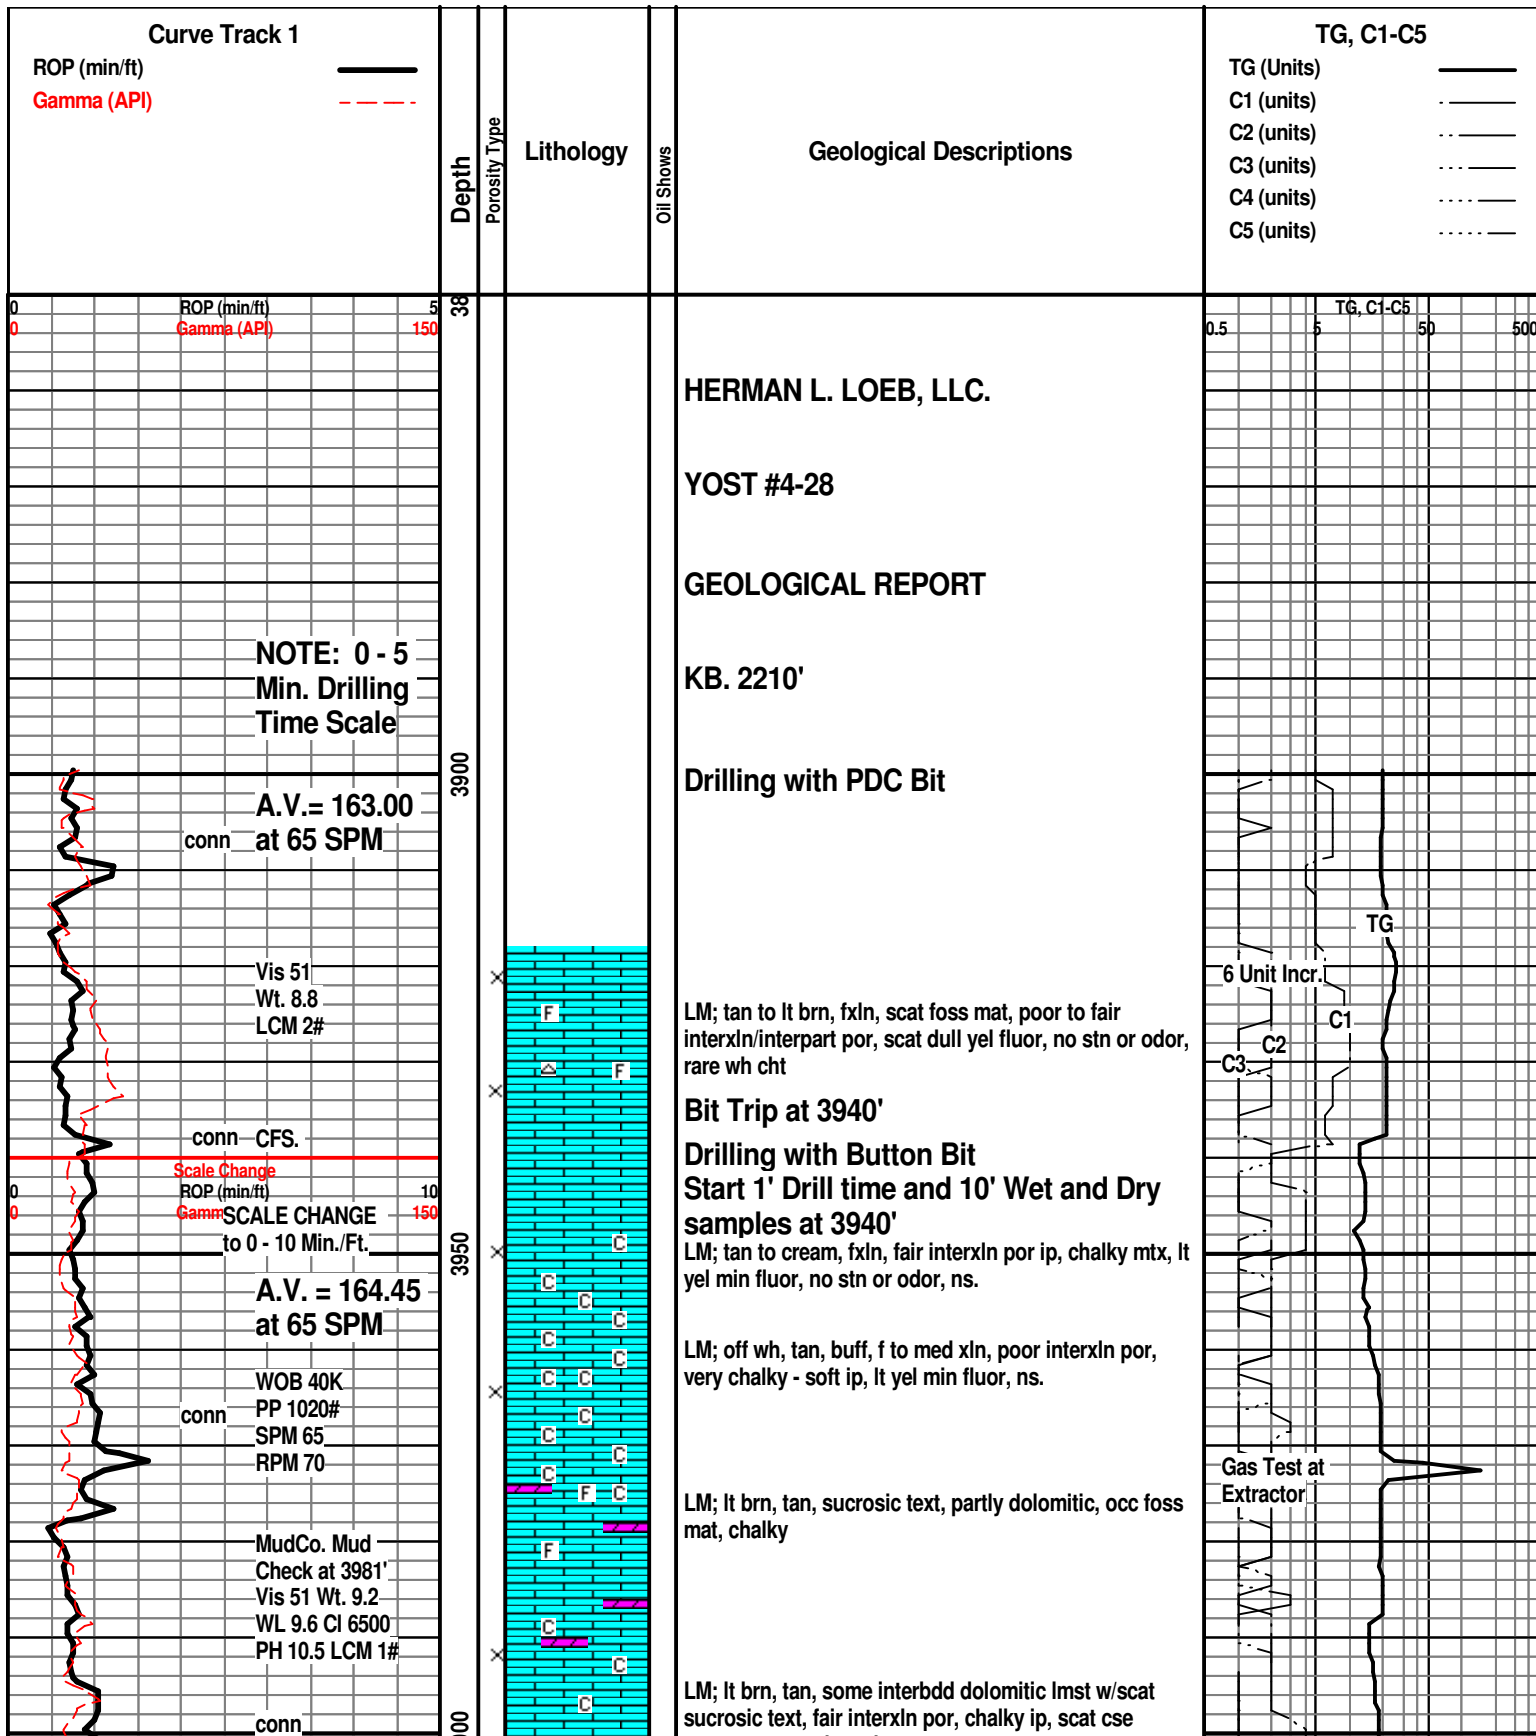 Curve Track 1
ROP (min/ft)
Gamma (API)
Depth
Porosity Type
Lithology
Oil Shows
Geological Descriptions
TG, C1-C5
TG (Units)
C1 (units)
C2 (units)
C3 (units)
C4 (units)
C5 (units)
0 ROP (min/ft) 5
0 Gamma (API) 150
38
TG, C1-C5
0.5 5 50 500
HERMAN L. LOEB, LLC.
YOST #4-28
GEOLOGICAL REPORT
KB. 2210'
NOTE: 0 - 5
Min. Drilling
Time Scale
3900
Drilling with PDC Bit
A.V.= 163.00
at 65 SPM
conn
TG
Vis 51
Wt. 8.8
LCM 2#
6 Unit Incr.
C1
C2
C3
F
F
LM; tan to lt brn, fxln, scat foss mat, poor to fair
interxln/interpart por, scat dull yel fluor, no stn or odor,
rare wh cht
Bit Trip at 3940'
conn CFS.
Drilling with Button Bit
Start 1' Drill time and 10' Wet and Dry
samples at 3940'
Scale Change
0 ROP (min/ft) 10
0 Gamm 150
SCALE CHANGE
to 0 - 10 Min./Ft.
3950
C
LM; tan to cream, fxln, fair interxln por ip, chalky mtx, lt
yel min fluor, no stn or odor, ns.
A.V. = 164.45
at 65 SPM
C
C
C
C
C
C C
LM; off wh, tan, buff, f to med xln, poor interxln por,
very chalky - soft ip, lt yel min fluor, ns.
WOB 40K
PP 1020#
SPM 65
RPM 70
conn
C
C
C
C
F C
Gas Test at
Extractor
LM; lt brn, tan, sucrosic text, partly dolomitic, occ foss
mat, chalky
F
MudCo. Mud
Check at 3981'
Vis 51 Wt. 9.2
WL 9.6 Cl 6500
PH 10.5 LCM 1#
C
C
C
LM; lt brn, tan, some interbdd dolomitic lmst w/scat
sucrosic text, fair interxln por, chalky ip, scat cse
conn
00